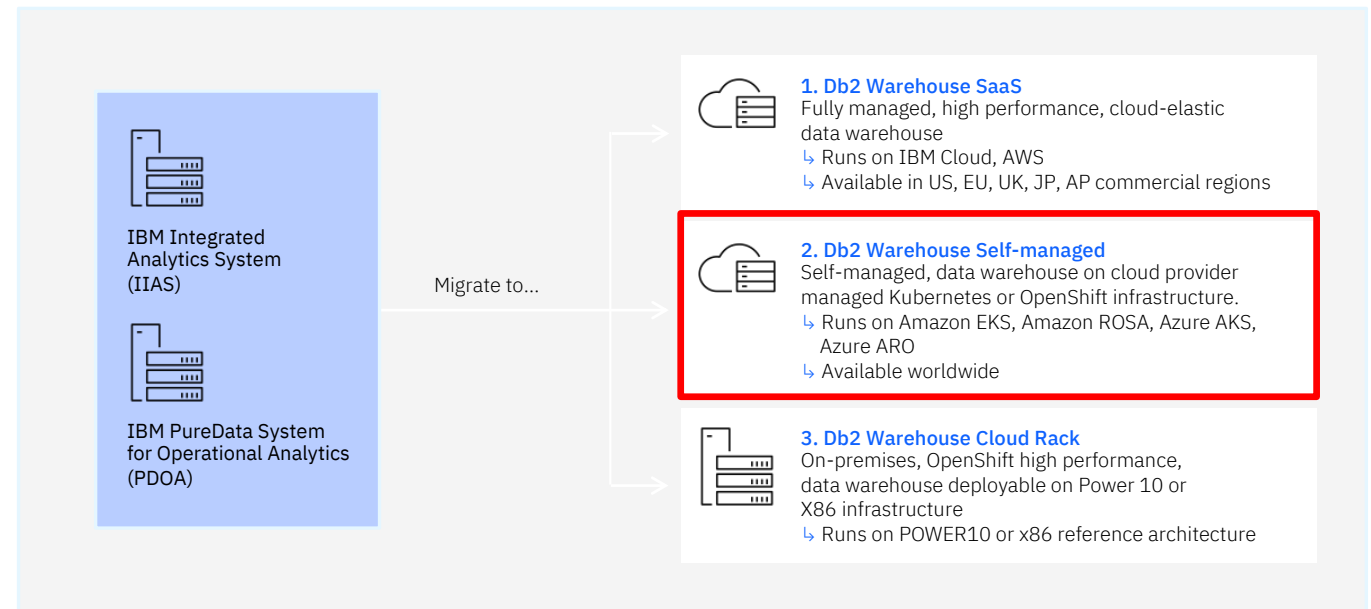 IBM Integrated
Analytics System
(IIAS)
IBM PureData System
for Operational Analytics
(PDOA)
Migrate to...
1. Db2 Warehouse SaaS
Fully managed, high performance, cloud-elastic
data warehouse
↳ Runs on IBM Cloud, AWS
↳ Available in US, EU, UK, JP, AP commercial regions
2. Db2 Warehouse Self-managed
Self-managed, data warehouse on cloud provider
managed Kubernetes or OpenShift infrastructure.
↳ Runs on Amazon EKS, Amazon ROSA, Azure AKS,
Azure ARO
↳ Available worldwide
3. Db2 Warehouse Cloud Rack
On-premises, OpenShift high performance,
data warehouse deployable on Power 10 or
X86 infrastructure
↳ Runs on POWER10 or x86 reference architecture